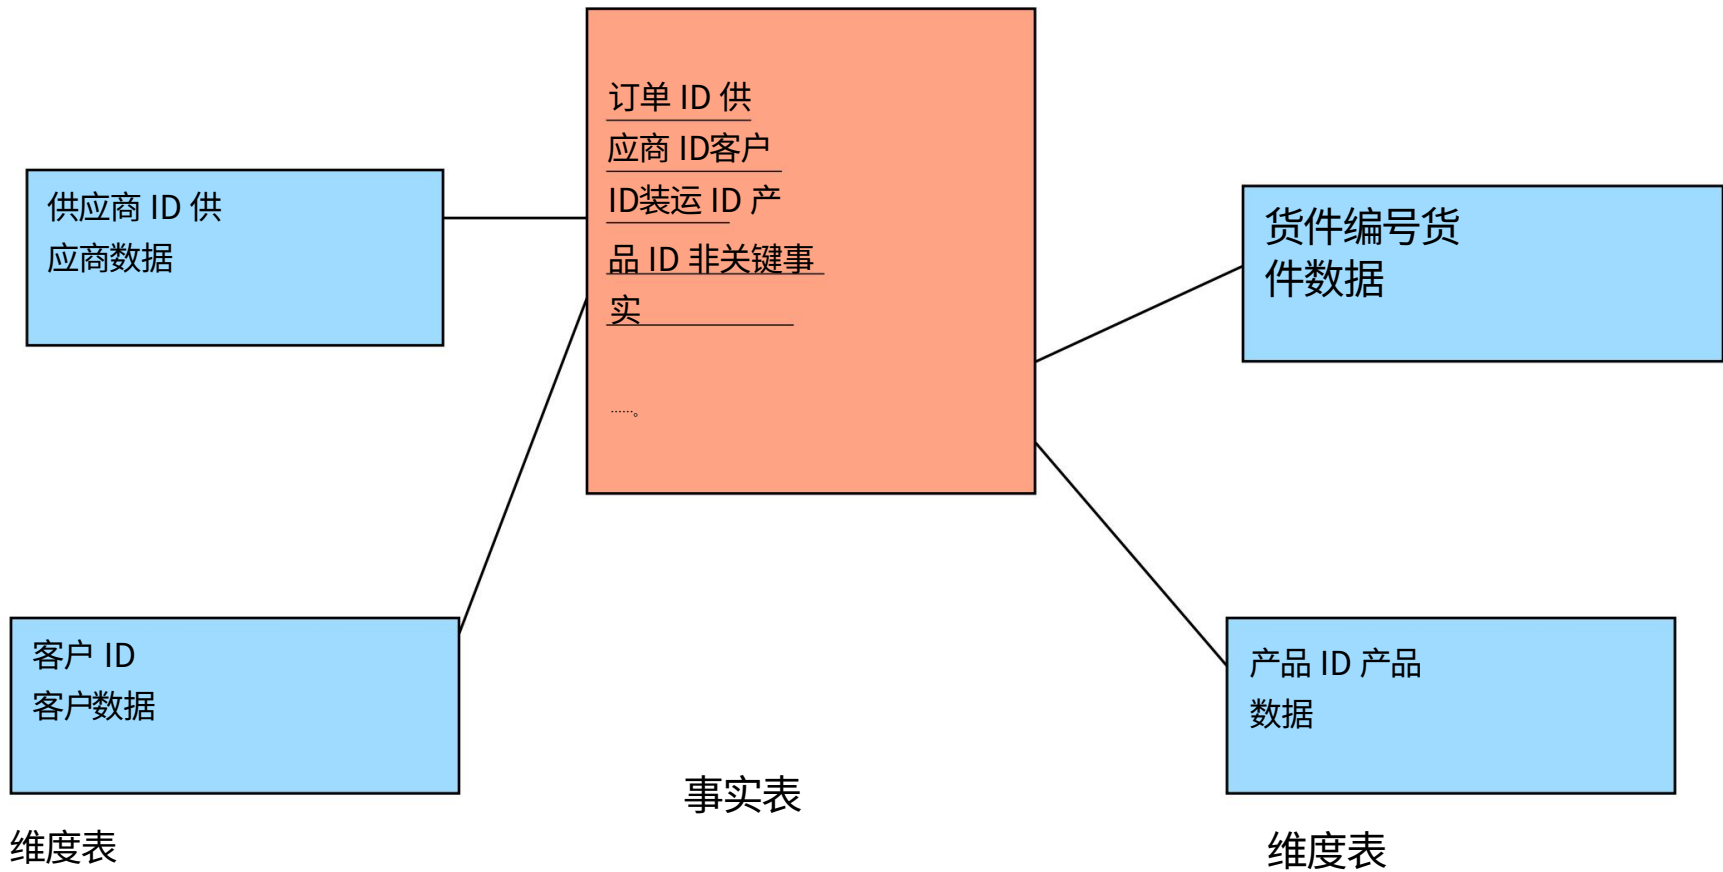 订单 ID 供
应商 ID客户
ID装运 ID 产
品 ID 非关键事
实
……。
供应商 ID 供
应商数据
货件编号货
件数据
客户 ID
客户数据
产品 ID 产品
数据
事实表
维度表
维度表